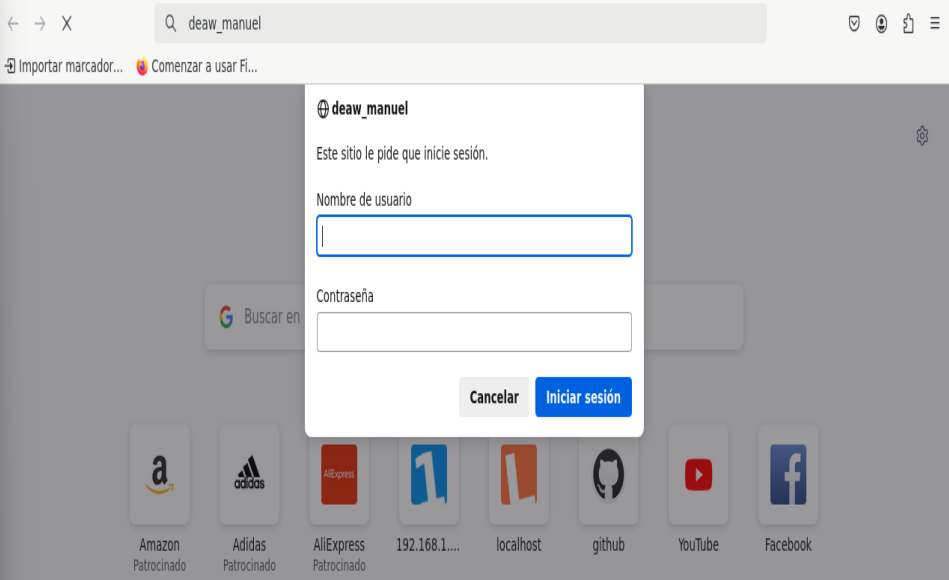 deaw_manuel
Importar marcador... Comenzar a usar Fi...
deaw_manuel
Este sitio le pide que inicie sesión.
Nombre de usuario
Contraseña
Buscar en
Cancelar Iniciar sesión
a adidas AliExpress 1 L f
Amazon Adidas AliExpress 192.168.1.... localhost github YouTube Facebook
Patrocinado Patrocinado Patrocinado